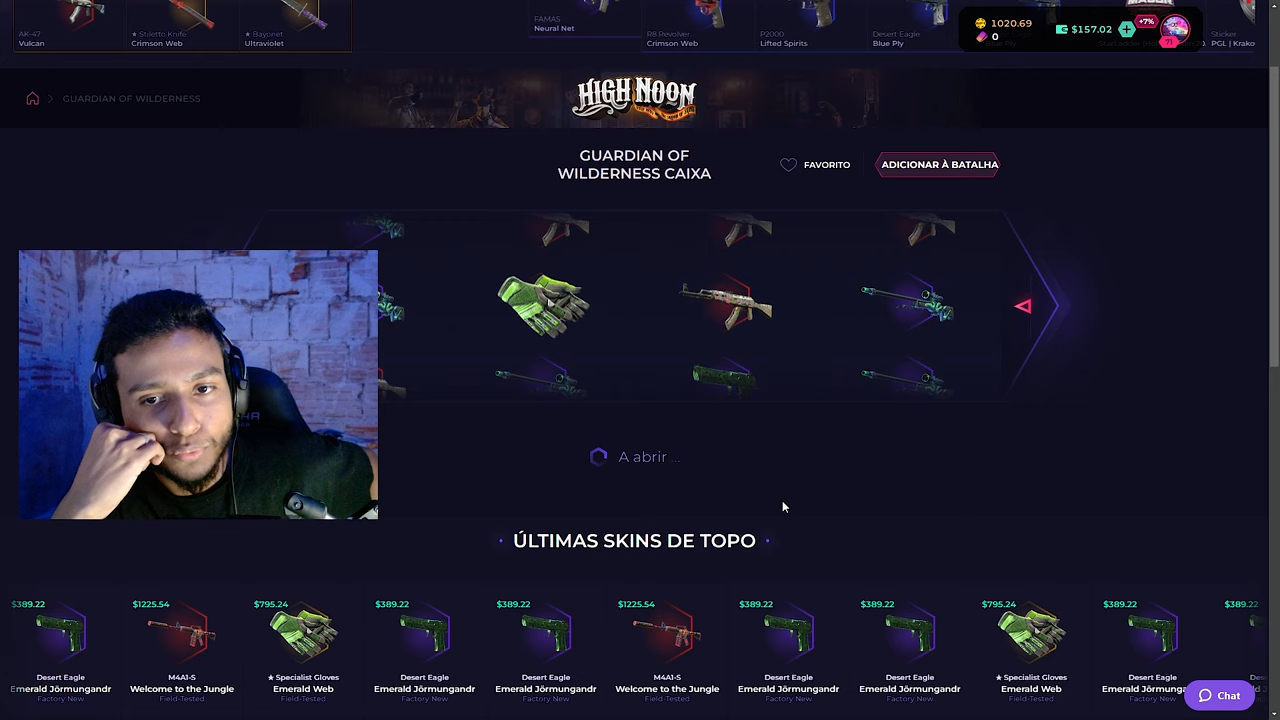 AK-47
Vulcan
★ Stiletto Knife
Crimson Web
★ Bayonet
Ultraviolet
FAMAS
Neural Net
R8 Revolver
Crimson Web
P2000
Lifted Spirits
Desert Eagle
Blue Ply
Sticker
PGL | Krako
1020.69
0
$157.02
+7%
71
GUARDIAN OF WILDERNESS
HIGH NOON
GUARDIAN OF
WILDERNESS CAIXA
FAVORITO
ADICIONAR À BATALHA
A abrir ...
ÚLTIMAS SKINS DE TOPO
$389.22
Desert Eagle
Emerald Jörmungandr
Factory New
$1225.54
M4A1-S
Welcome to the Jungle
Field-Tested
$795.24
★ Specialist Gloves
Emerald Web
Field-Tested
$389.22
Desert Eagle
Emerald Jörmungandr
Factory New
$389.22
Desert Eagle
Emerald Jörmungandr
Factory New
$1225.54
M4A1-S
Welcome to the Jungle
Field-Tested
$389.22
Desert Eagle
Emerald Jörmungandr
Factory New
$389.22
Desert Eagle
Emerald Jörmungandr
Factory New
$795.24
★ Specialist Gloves
Emerald Web
Field-Tested
$389.22
Desert Eagle
Emerald Jörmungandr
Factory New
$389.22
Chat